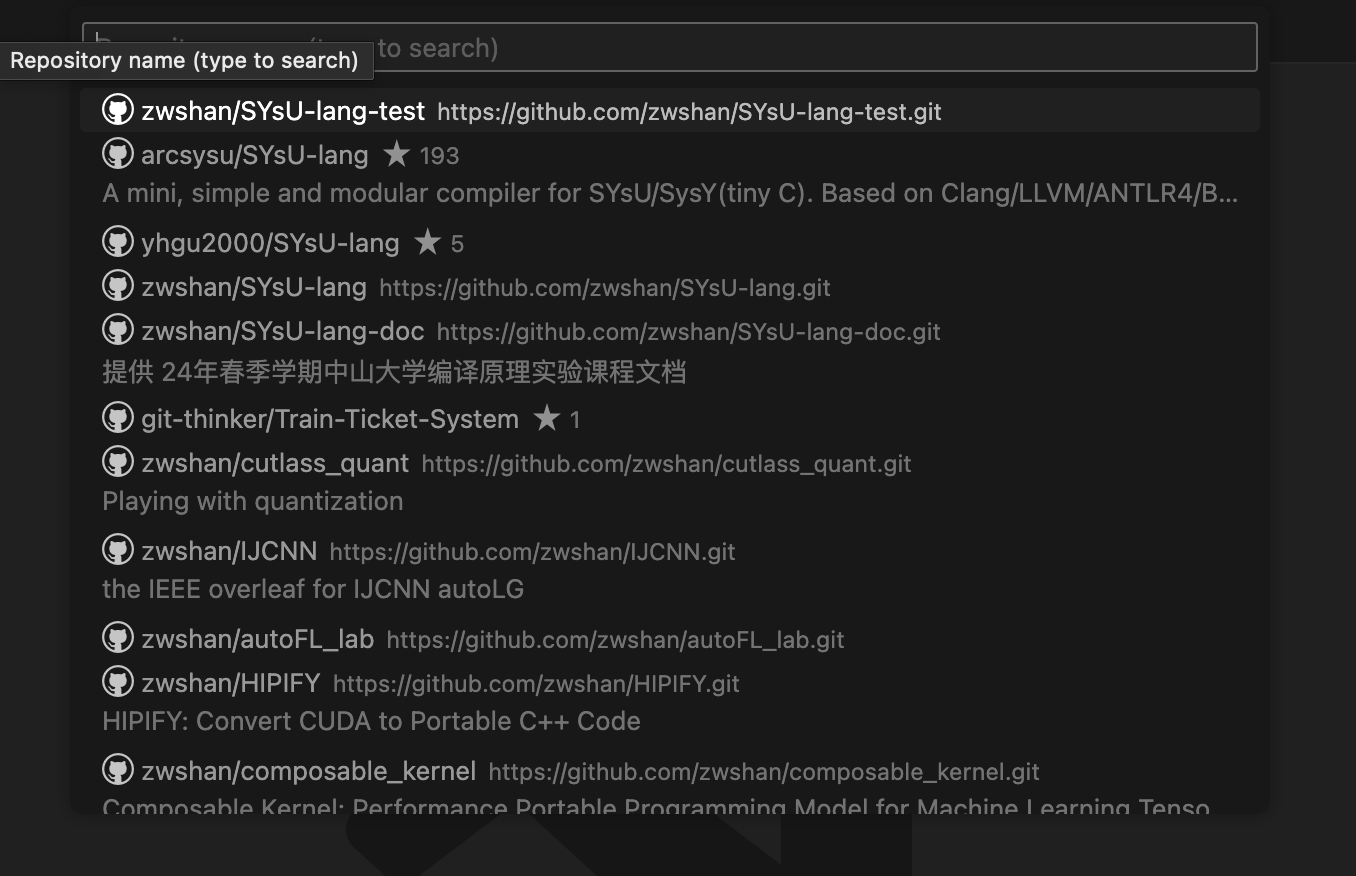 Repository name (type to search)
zwshan/SYsU-lang-test https://github.com/zwshan/SYsU-lang-test.git
arcsysu/SYsU-lang ★ 193
A mini, simple and modular compiler for SYsU/SysY(tiny C). Based on Clang/LLVM/ANTLR4/B...
yhgu2000/SYsU-lang ★ 5
zwshan/SYsU-lang https://github.com/zwshan/SYsU-lang.git
zwshan/SYsU-lang-doc https://github.com/zwshan/SYsU-lang-doc.git
提供 24年春季学期中山大学编译原理实验课程文档
git-thinker/Train-Ticket-System ★ 1
zwshan/cutlass_quant https://github.com/zwshan/cutlass_quant.git
Playing with quantization
zwshan/IJCNN https://github.com/zwshan/IJCNN.git
the IEEE overleaf for IJCNN autoLG
zwshan/autoFL_lab https://github.com/zwshan/autoFL_lab.git
zwshan/HIPIFY https://github.com/zwshan/HIPIFY.git
HIPIFY: Convert CUDA to Portable C++ Code
zwshan/composable_kernel https://github.com/zwshan/composable_kernel.git
Composable Kernel: Performance Portable Programming Model for Machine Learning Tenso